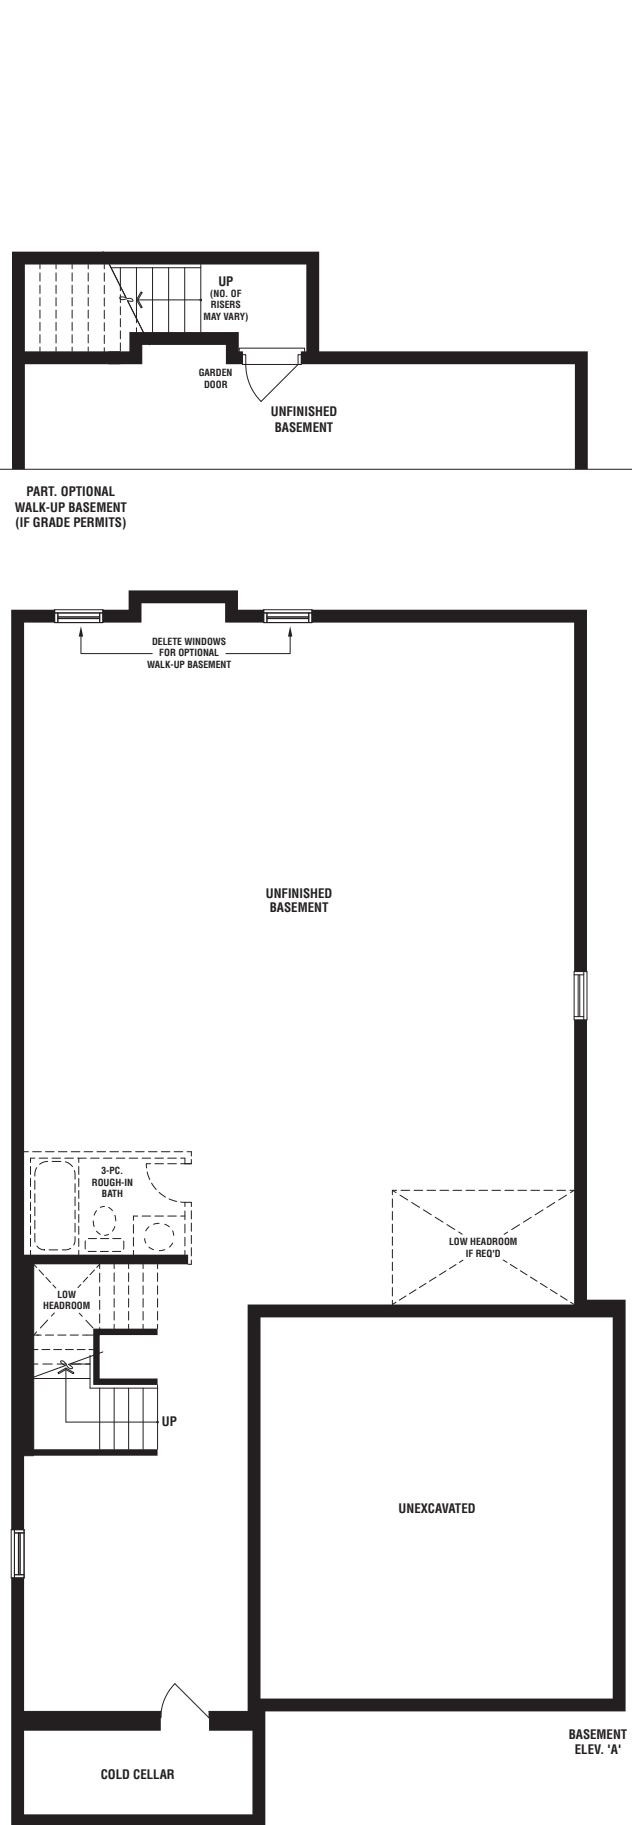 UP
(NO. OF
RISERS
MAY VARY)
GARDEN
DOOR
UNFINISHED
BASEMENT
PART. OPTIONAL
WALK-UP BASEMENT
(IF GRADE PERMITS)
DELETE WINDOWS
FOR OPTIONAL
WALK-UP BASEMENT
UNFINISHED
BASEMENT
3-PC.
ROUGH-IN
BATH
LOW HEADROOM
IF REQ'D
LOW
HEADROOM
UP
UNEXCAVATED
BASEMENT
ELEV. 'A'
COLD CELLAR